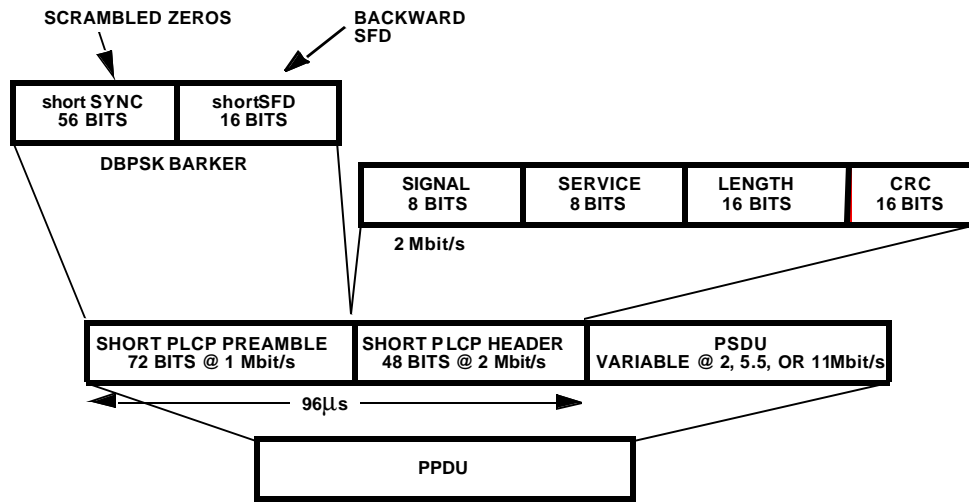 SCRAMBLED ZEROS
BACKWARD
SFD
short SYNC
56 BITS
shortSFD
16 BITS
DBPSK BARKER
SIGNAL
8 BITS
SERVICE
8 BITS
LENGTH
16 BITS
CRC
16 BITS
2 Mbit/s
SHORT PLCP PREAMBLE
72 BITS @ 1 Mbit/s
SHORT PLCP HEADER
48 BITS @ 2 Mbit/s
PSDU
VARIABLE @ 2, 5.5, OR 11Mbit/s
96μs
PPDU